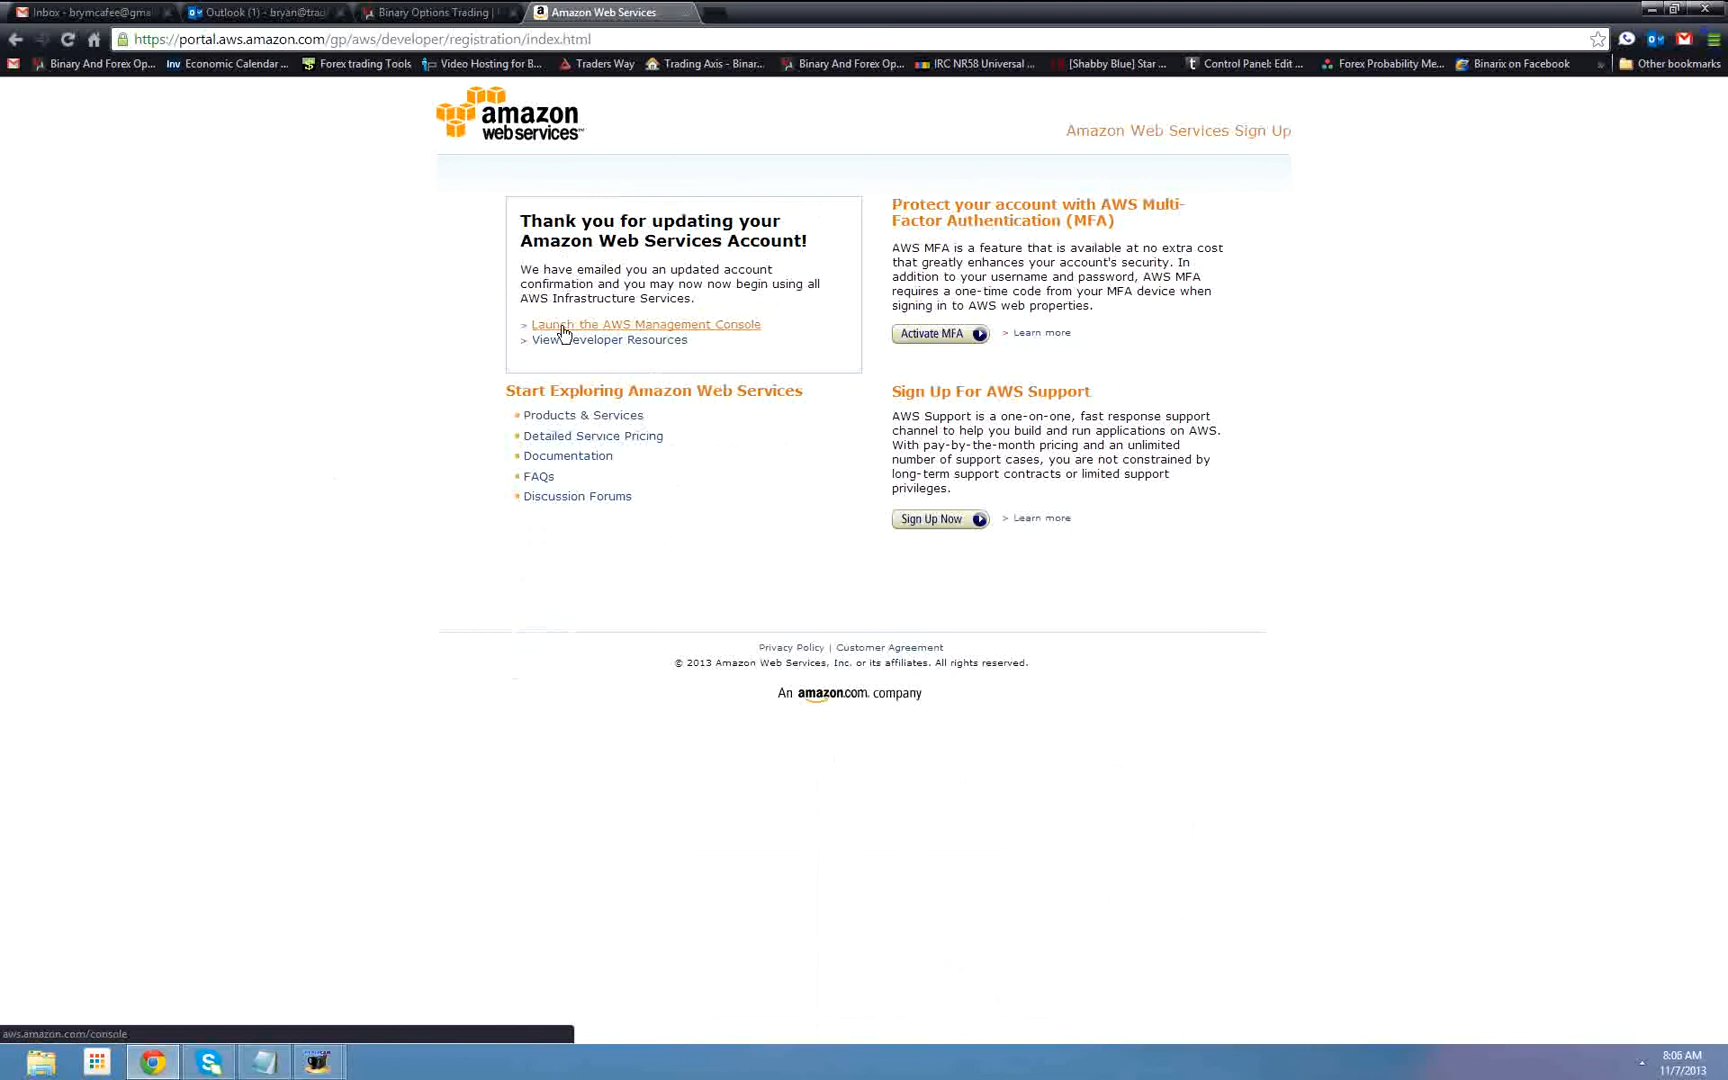 Inbox - brymcafee@gma
Outlook (1) - bryan@trad
Binary Options Trading |
Amazon Web Services
https://portal.aws.amazon.com/gp/aws/developer/registration/index.html
Binary And Forex Op...
Inv Economic Calendar ...
Forex trading Tools
Video Hosting for B...
Traders Way
Trading Axis - Binar...
Binary And Forex Op...
IRC NR58 Universal ...
[Shabby Blue] Star ...
t Control Panel: Edit ...
Forex Probability Me...
Binarix on Facebook
»
Other bookmarks
amazon
web services™
Amazon Web Services Sign Up
Thank you for updating your
Amazon Web Services Account!
We have emailed you an updated account
confirmation and you may now now begin using all
AWS Infrastructure Services.
> Launch the AWS Management Console
> View Developer Resources
Start Exploring Amazon Web Services
Products & Services
Detailed Service Pricing
Documentation
FAQs
Discussion Forums
Protect your account with AWS Multi-
Factor Authentication (MFA)
AWS MFA is a feature that is available at no extra cost
that greatly enhances your account's security. In
addition to your username and password, AWS MFA
requires a one-time code from your MFA device when
signing in to AWS web properties.
Activate MFA
> Learn more
Sign Up For AWS Support
AWS Support is a one-on-one, fast response support
channel to help you build and run applications on AWS.
With pay-by-the-month pricing and an unlimited
number of support cases, you are not constrained by
long-term support contracts or limited support
privileges.
Sign Up Now
> Learn more
Privacy Policy | Customer Agreement
© 2013 Amazon Web Services, Inc. or its affiliates. All rights reserved.
An amazon.com. company
aws.amazon.com/console
8:06 AM
11/7/2013